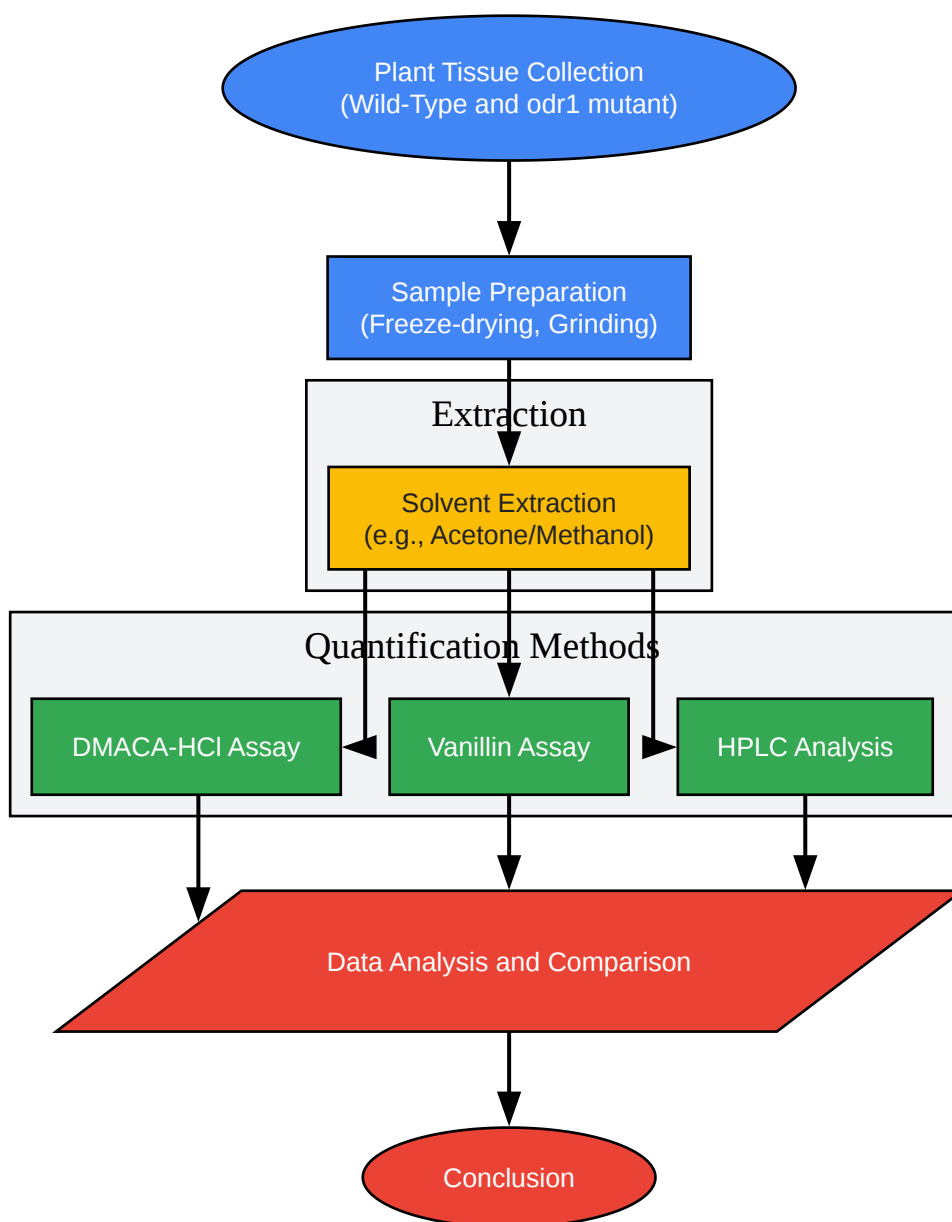 Plant Tissue Collection
(Wild-Type and odr1 mutant)
Sample Preparation
(Freeze-drying, Grinding)
Extraction
Solvent Extraction
(e.g., Acetone/Methanol)
Quantification Methods
DMACA-HCl Assay
Vanillin Assay
HPLC Analysis
Data Analysis and Comparison
Conclusion